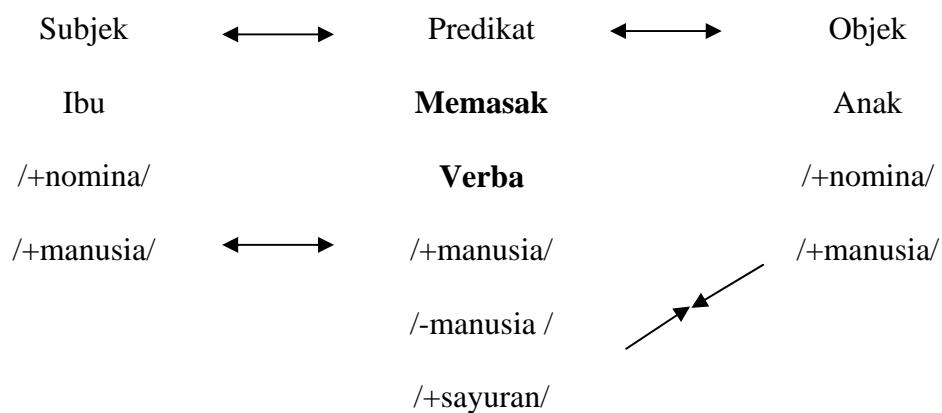 Subjek Predikat Objek
Ibu Memasak Anak
/+nomina/ Verba /+nomina/
/+manusia/ /+manusia/ /+manusia/
/-manusia /
/+sayuran/